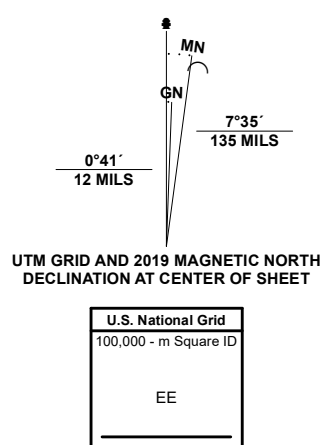 MN
GN
7°35´
135 MILS
0°41´
12 MILS
UTM GRID AND 2019 MAGNETIC NORTH
DECLINATION AT CENTER OF SHEET
U.S. National Grid
100,000 - m Square ID
EE